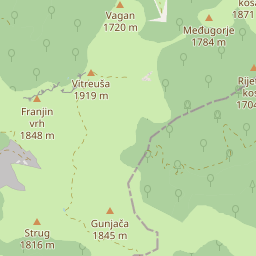 Vagan
1720 m
Međugorje
1784 m
1871
Vitreuša
1919 m
Franjin
vrh
1848 m
Gunjača
1845 m
Strug
1816 m